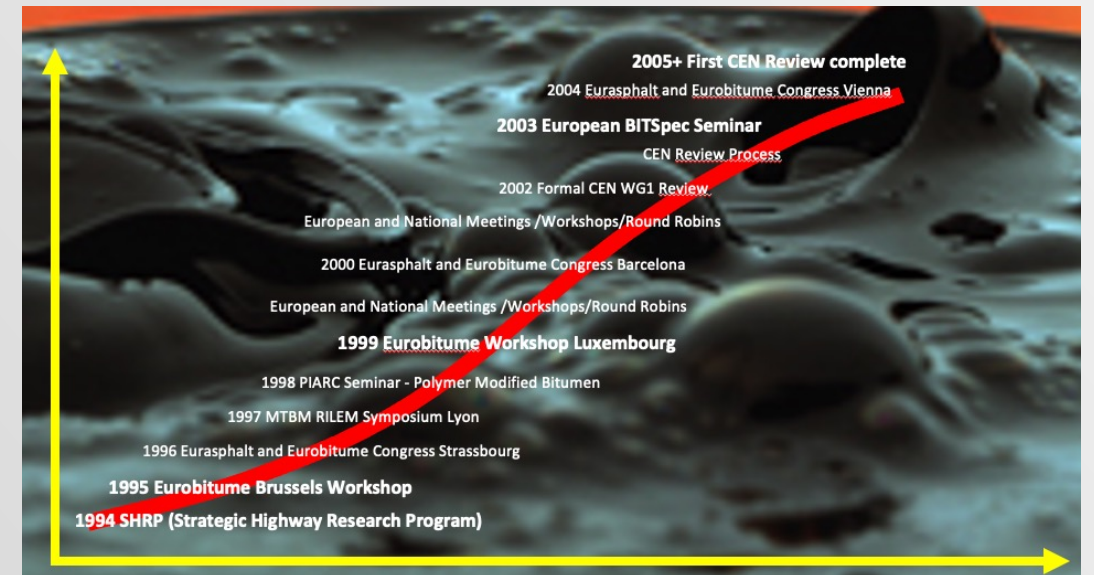 2005+ First CEN Review complete
2004 Eurasphalt and Eurobitume Congress Vienna
2003 European BITSpec Seminar
CEN Review Process
2002 Formal CEN WG1 Review
European and National Meetings /Workshops/Round Robins
2000 Eurasphalt and Eurobitume Congress Barcelona
European and National Meetings /Workshops/Round Robins
1999 Eurobitume Workshop Luxembourg
1998 PIARC Seminar - Polymer Modified Bitumen
1997 MTBM RILEM Symposium Lyon
1996 Eurasphalt and Eurobitume Congress Strassbourg
1995 Eurobitume Brussels Workshop
1994 SHRP (Strategic Highway Research Program)